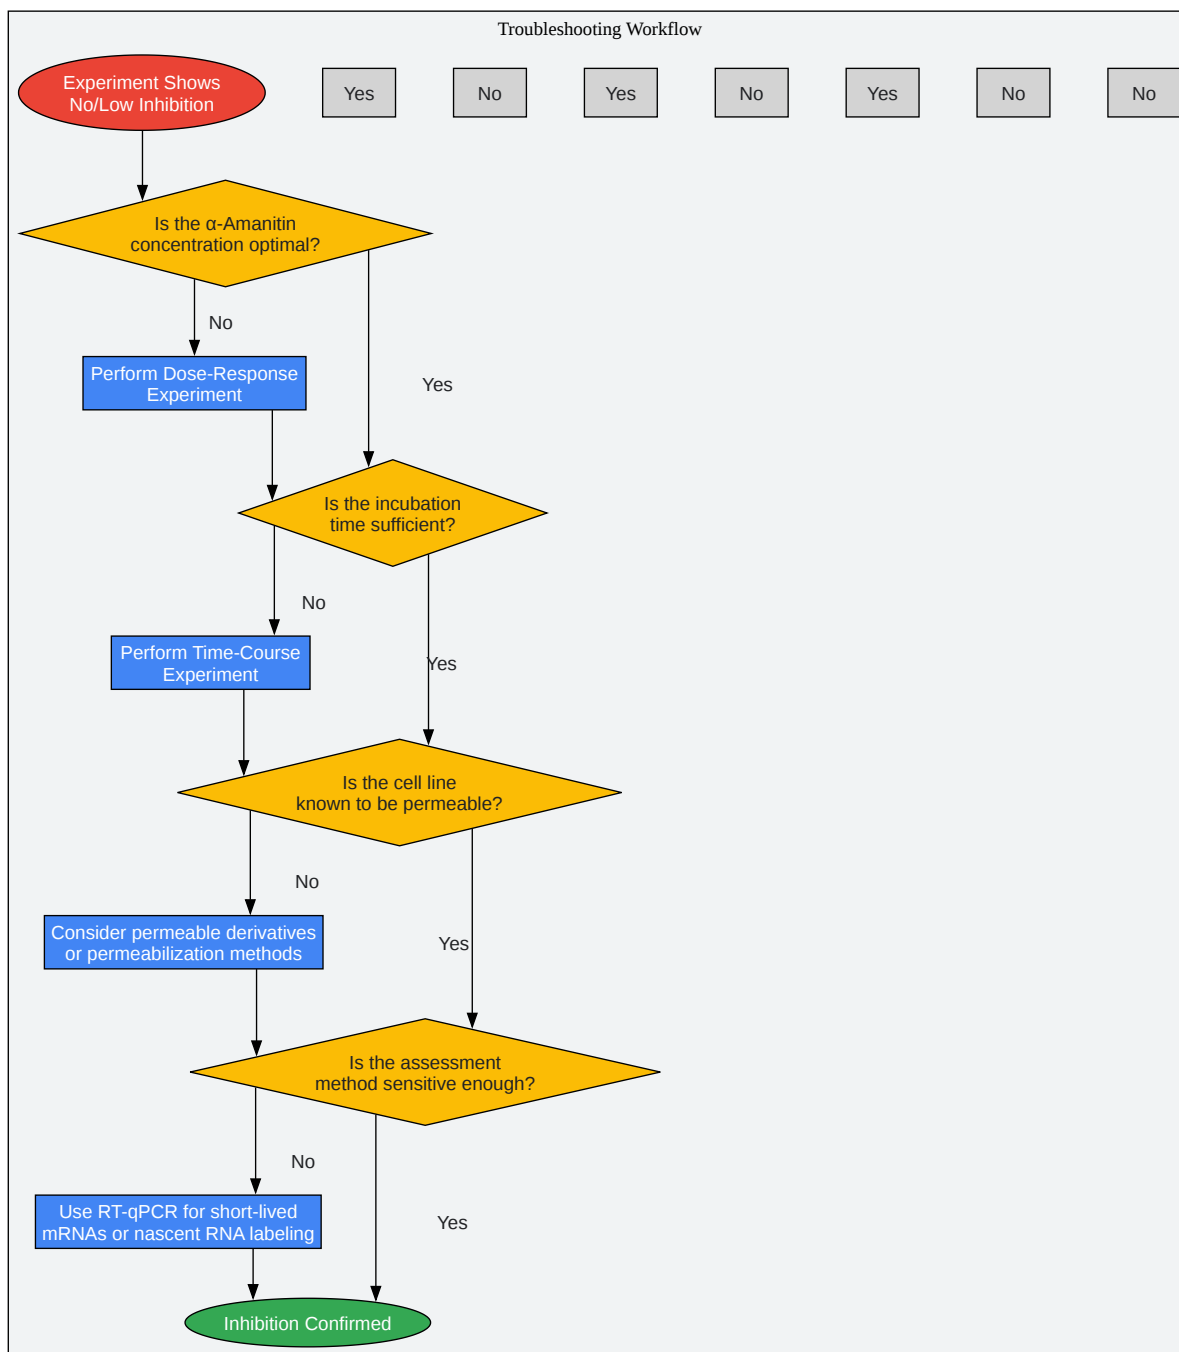 Troubleshooting Workflow
Experiment Shows
No/Low Inhibition
Yes
No
Yes
No
Yes
No
No
Is the α-Amanitin
concentration optimal?
No
Perform Dose-Response
Experiment
Yes
Is the incubation
time sufficient?
No
Perform Time-Course
Experiment
Yes
Is the cell line
known to be permeable?
No
Consider permeable derivatives
or permeabilization methods
Yes
Is the assessment
method sensitive enough?
No
Use RT-qPCR for short-lived
mRNAs or nascent RNA labeling
Yes
Inhibition Confirmed